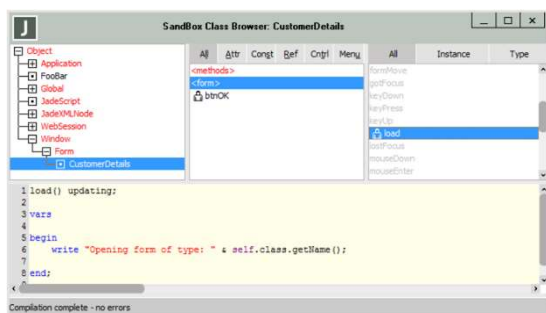 J
SandBox Class Browser: CustomerDetails
Object
Application
FooBar
Global
JadeScript
JadeXMLNode
WebSession
Window
Form
CustomerDetails
All Attr Const Ref Cntrl Menu
<methods>
<form>
btnOK
All Instance Type
formMove
gotFocus
keyDown
keyPress
keyUp
load
lostFocus
mouseDown
mouseEnter
1 load() updating;
2
3 vars
4
5 begin
6 write "Opening form of type: " & self.class.getName();
7
8 end;
Compilation complete - no errors